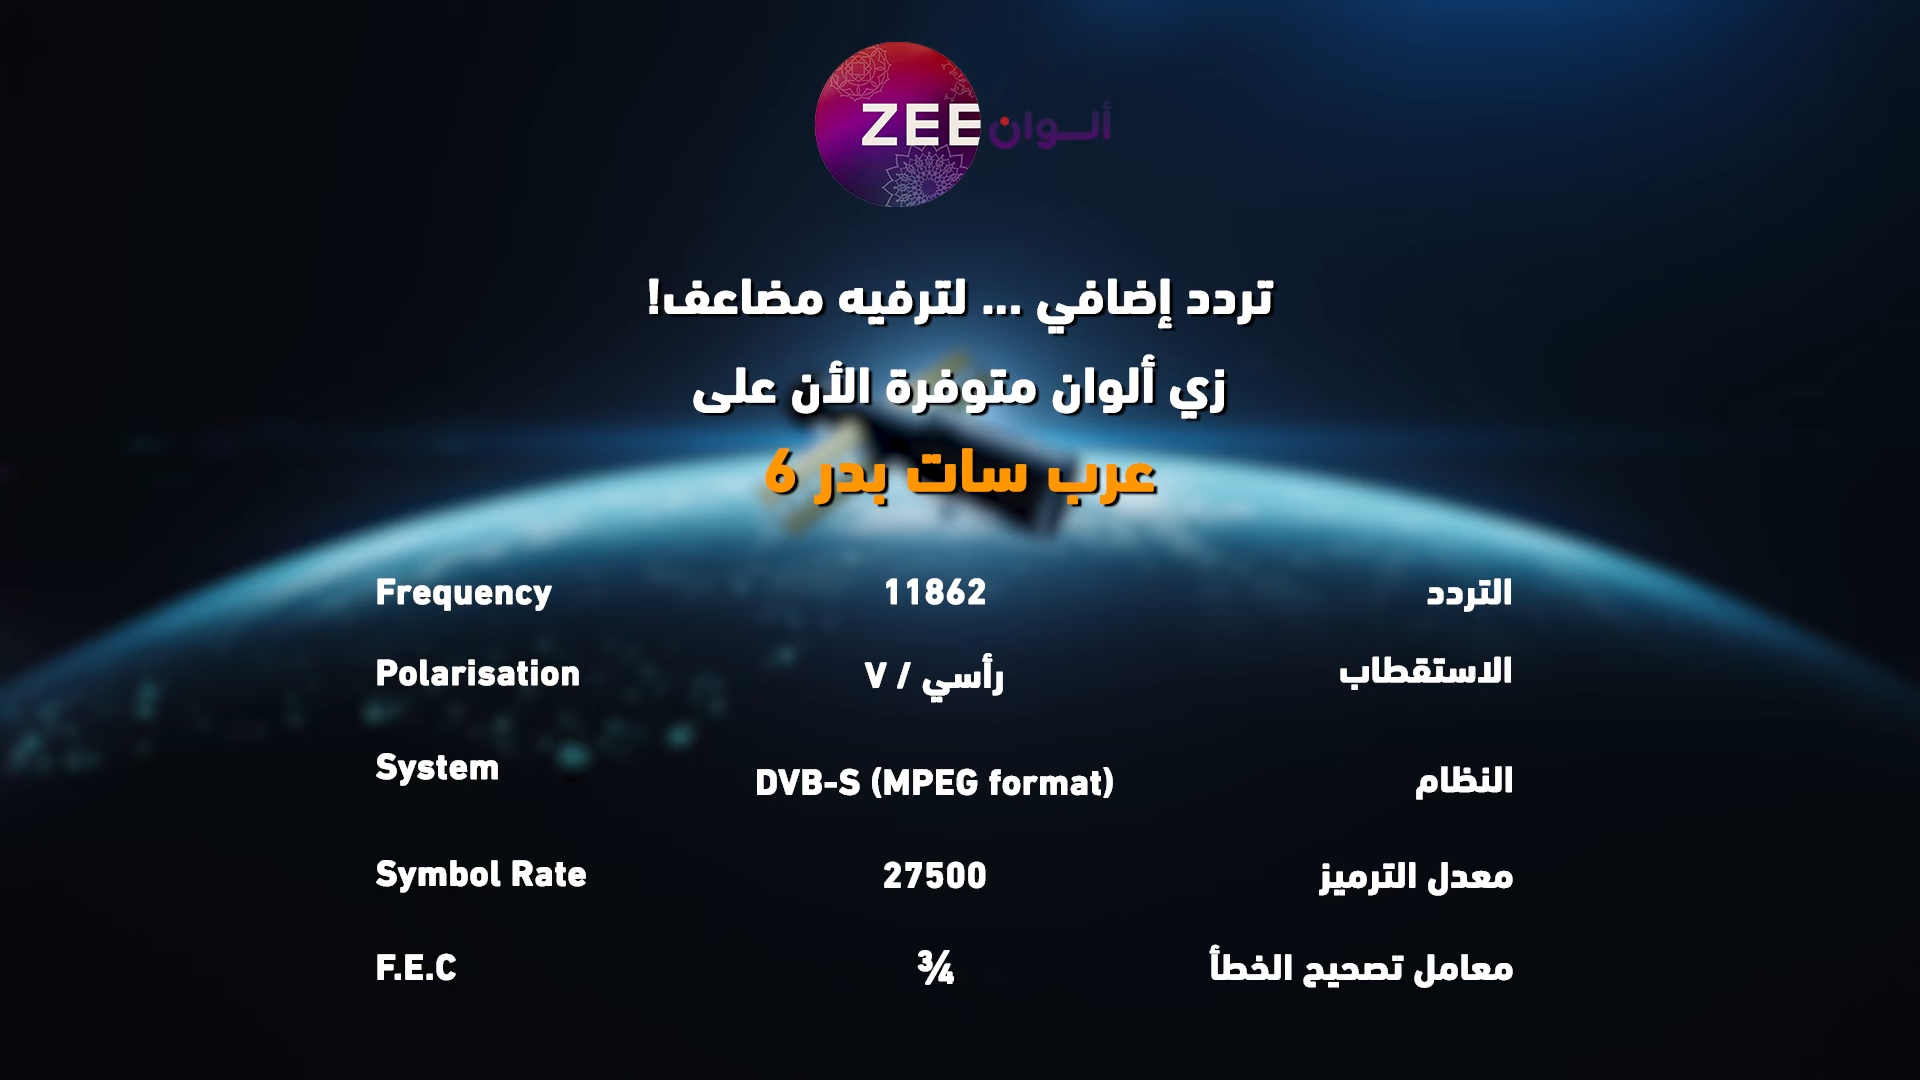 ZEE ألوان
تردد إضافي ... لترفيه مضاعف!
زي ألوان متوفرة الأن على
عرب سات بدر 6
Frequency 11862 التردد
Polarisation رأسي / V الاستقطاب
System DVB-S (MPEG format) النظام
Symbol Rate 27500 معدل الترميز
F.E.C ¾ معامل تصحيح الخطأ